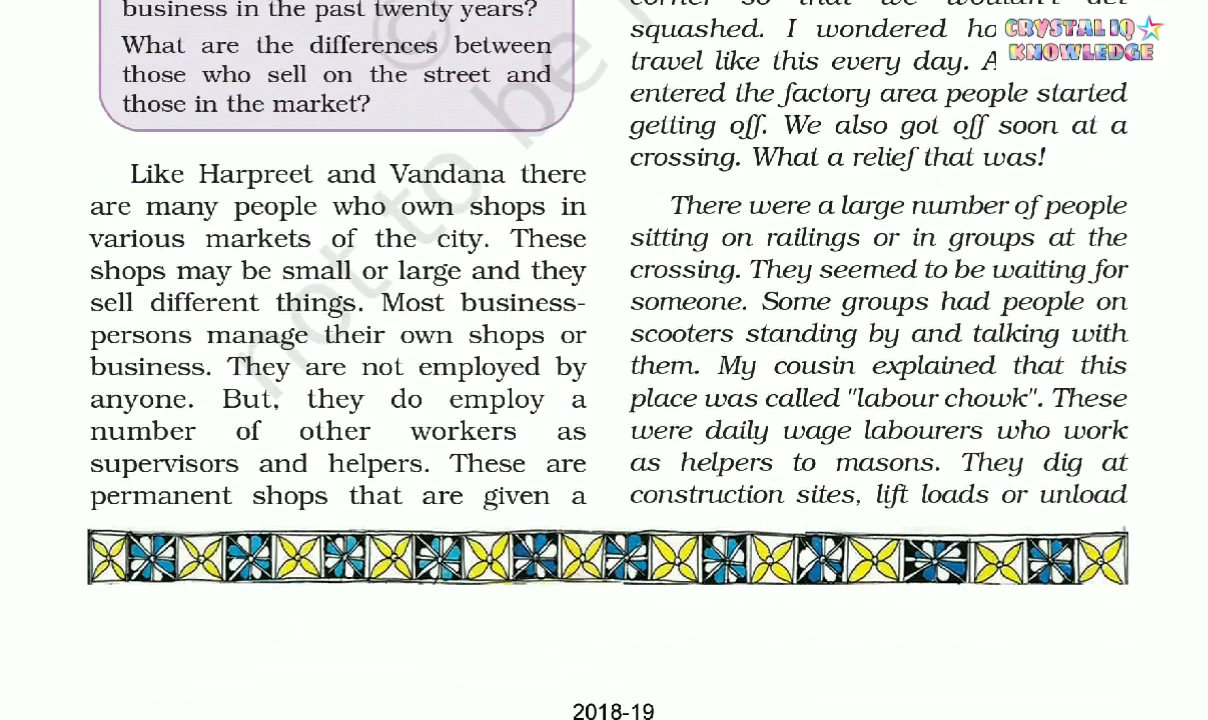 business in the past twenty years?
What are the differences between
those who sell on the street and
those in the market?
Like Harpreet and Vandana there
are many people who own shops in
various markets of the city. These
shops may be small or large and they
sell different things. Most business-
persons manage their own shops or
business. They are not employed by
anyone. But, they do employ a
number of other workers as
supervisors and helpers. These are
permanent shops that are given a
corner so that we wouldn't get
squashed. I wondered
travel like this every day.
entered the factory area people started
getting off. We also got off soon at a
crossing. What a relief that was!
There were a large number of people
sitting on railings or in groups at the
crossing. They seemed to be waiting for
someone. Some groups had people on
scooters standing by and talking with
them. My cousin explained that this
place was called "labour chowk". These
were daily wage labourers who work
as helpers to masons. They dig at
construction sites, lift loads or unload
CRYSTAL IQ
KNOWLEDGE
© not to be
2018-19